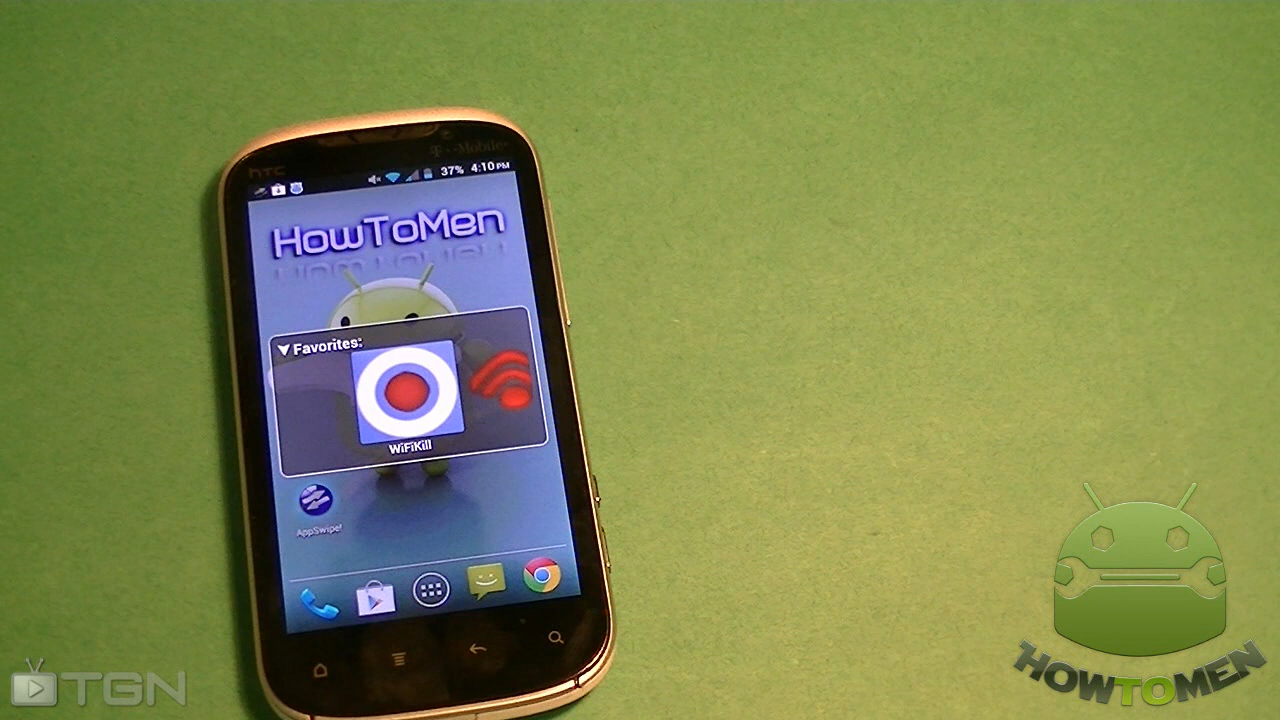 hTC
T··Mobile
37% 4:10 PM
HowToMen
Favorites:
WiFiKill
AppSwipe!
TGN
HOWTOMEN